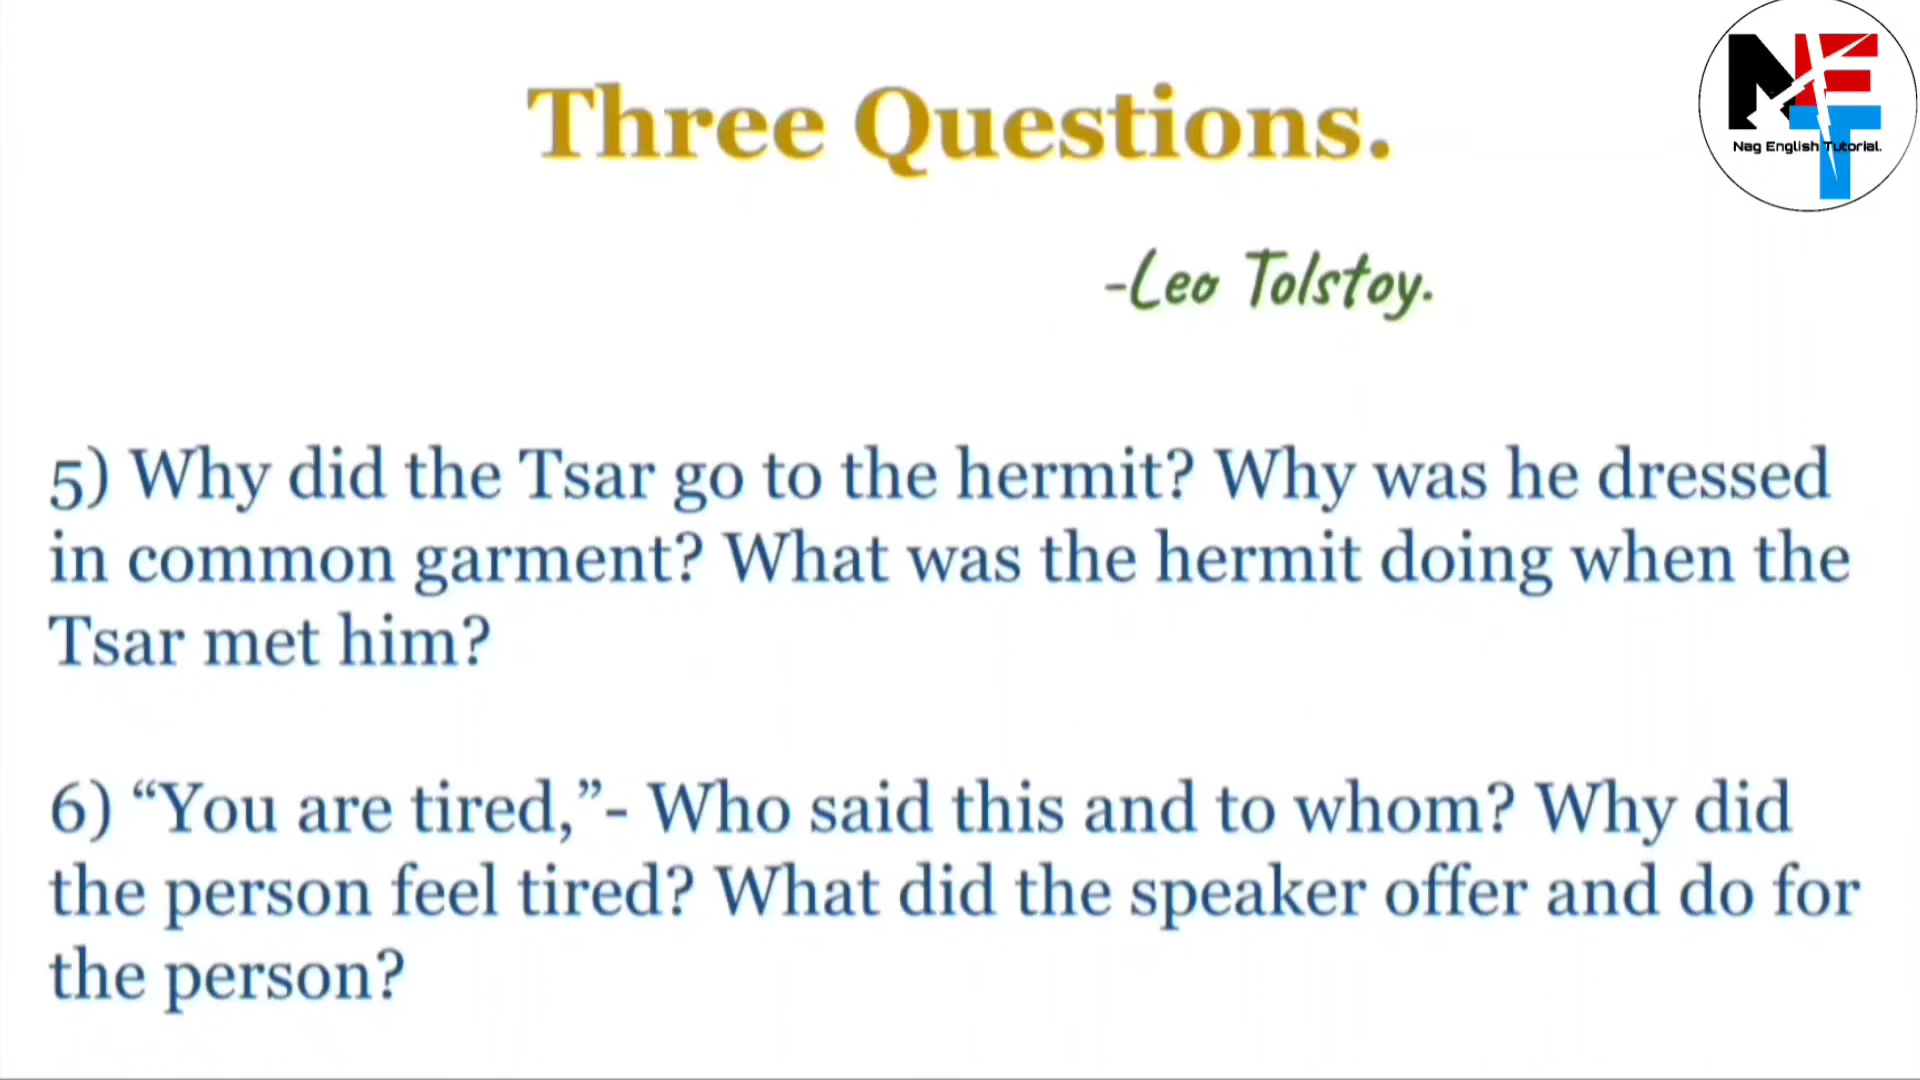 Three Questions.
Nag English Tutorial.
-Leo Tolstoy.
5) Why did the Tsar go to the hermit? Why was he dressed
in common garment? What was the hermit doing when the
Tsar met him?
6) “You are tired,”- Who said this and to whom? Why did
the person feel tired? What did the speaker offer and do for
the person?